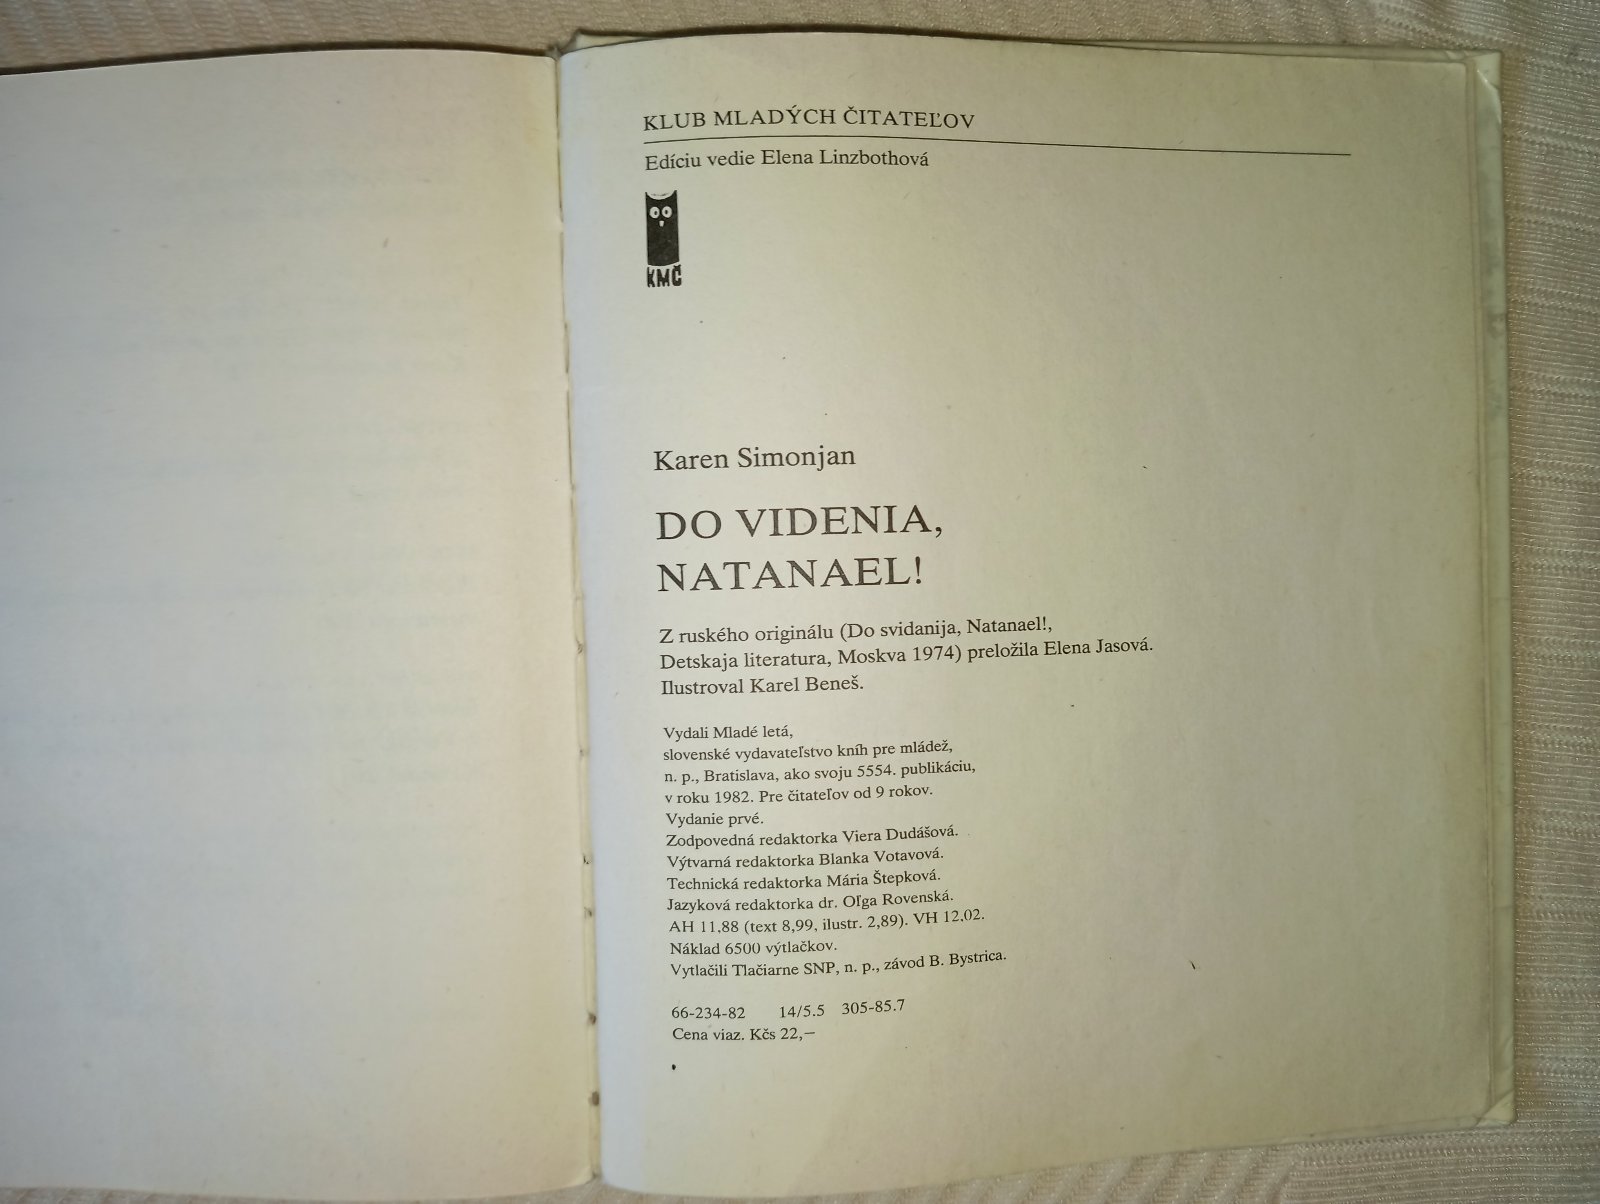 KLUB MLADÝCH ČITATEĽOV
Edíciu vedie Elena Linzbothová
KMČ
Karen Simonjan
DO VIDENIA,
NATANAEL!
Z ruského originálu (Do svidanija, Natanael!,
Detskaja literatura, Moskva 1974) preložila Elena Jasová.
Ilustroval Karel Beneš.
Vydali Mladé letá,
slovenské vydavateľstvo kníh pre mládež,
n. p., Bratislava, ako svoju 5554. publikáciu,
v roku 1982. Pre čitateľov od 9 rokov.
Vydanie prvé.
Zodpovedná redaktorka Viera Dudášová.
Výtvarná redaktorka Blanka Votavová.
Technická redaktorka Mária Štepková.
Jazyková redaktorka dr. Oľga Rovenská.
AH 11,88 (text 8,99, ilustr. 2,89). VH 12,02.
Náklad 6500 výtlačkov.
Vytlačili Tlačiarne SNP, n. p., závod B. Bystrica.
66-234-82 14/5.5 305-85.7
Cena viaz. Kčs 22,—